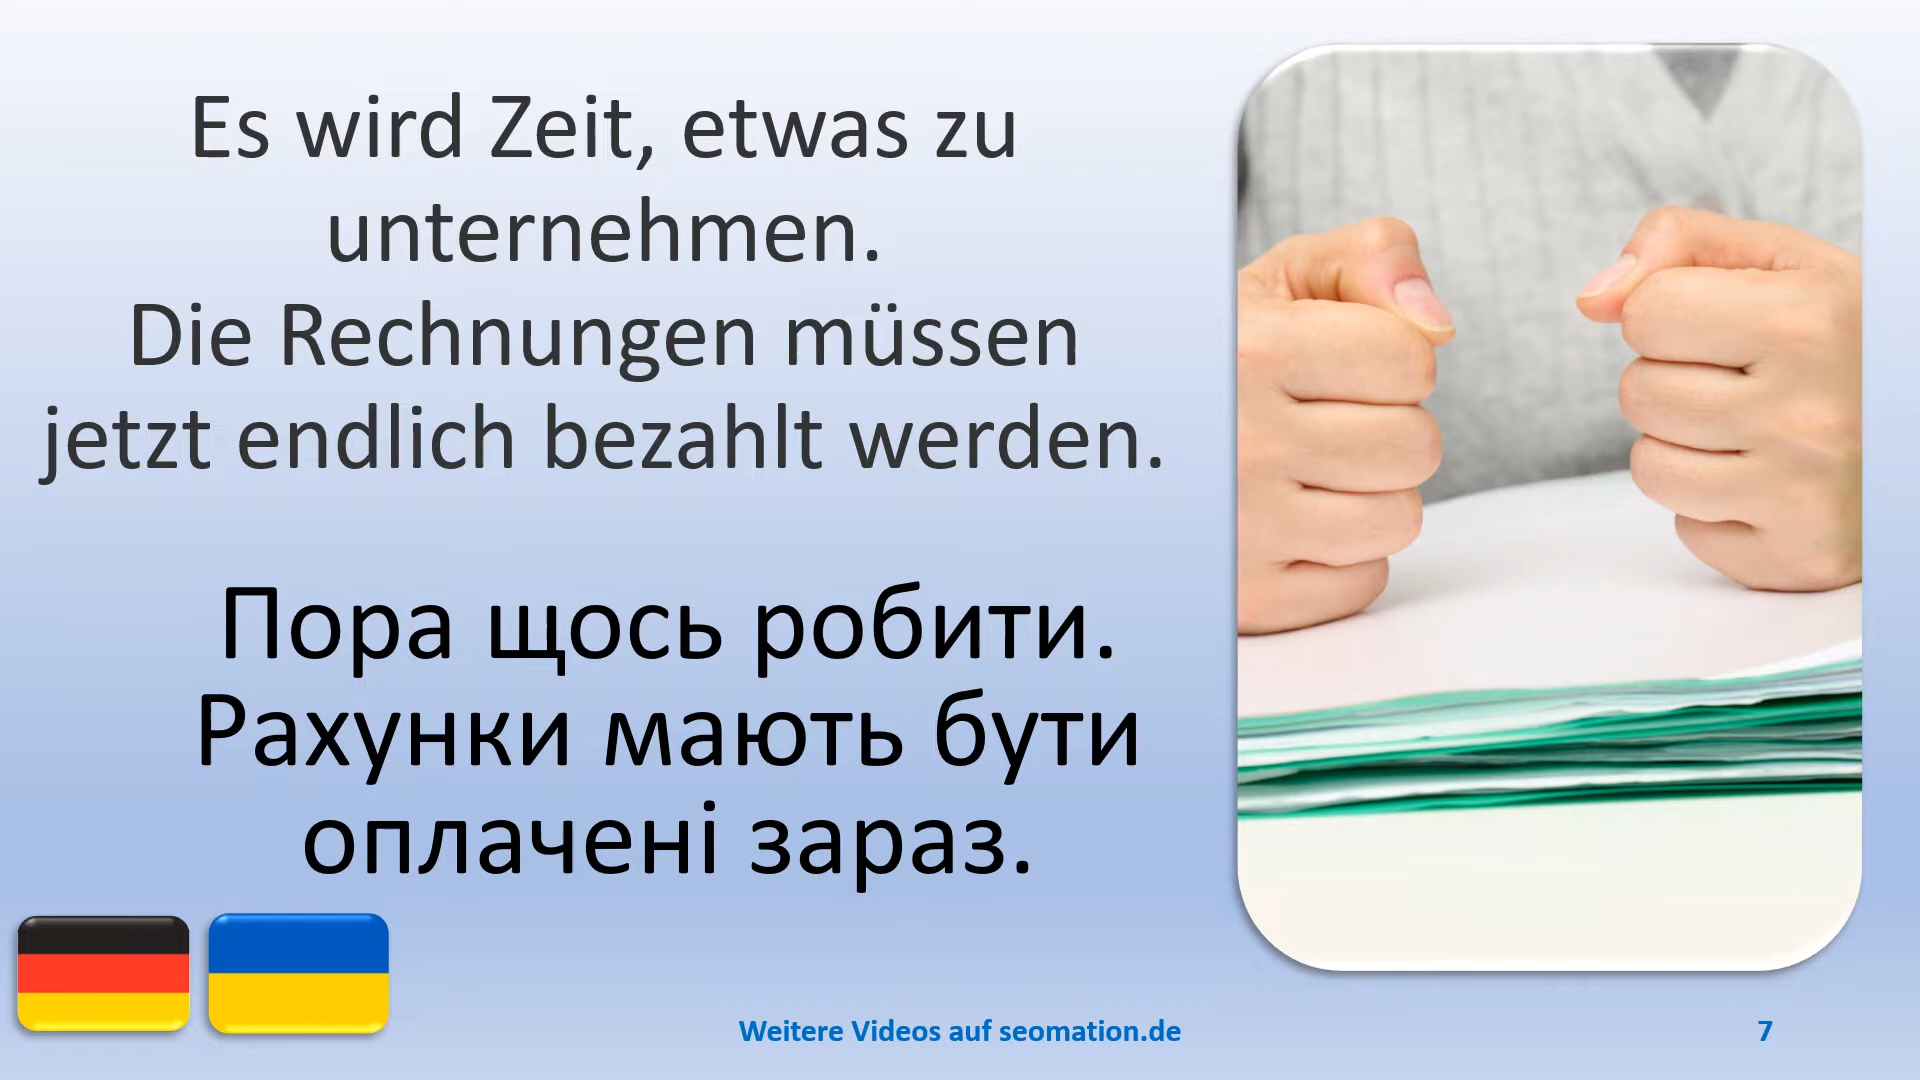 Es wird Zeit, etwas zu
unternehmen.
Die Rechnungen müssen
jetzt endlich bezahlt werden.
Пора щось робити.
Рахунки мають бути
оплачені зараз.
Weitere Videos auf seomation.de
7